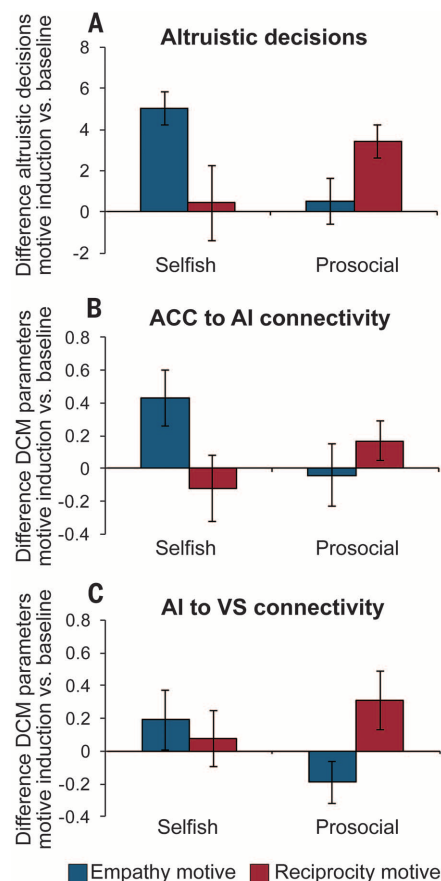 A
Altruistic decisions
Difference altruistic decisions
motive induction vs. baseline
8
6
4
2
0
-2
Selfish
Prosocial
B
ACC to AI connectivity
Difference DCM parameters
motive induction vs. baseline
0.8
0.6
0.4
0.2
0
-0.2
-0.4
Selfish
Prosocial
C
AI to VS connectivity
Difference DCM parameters
motive induction vs. baseline
0.8
0.6
0.4
0.2
0
-0.2
-0.4
Selfish
Prosocial
Empathy motive
Reciprocity motive